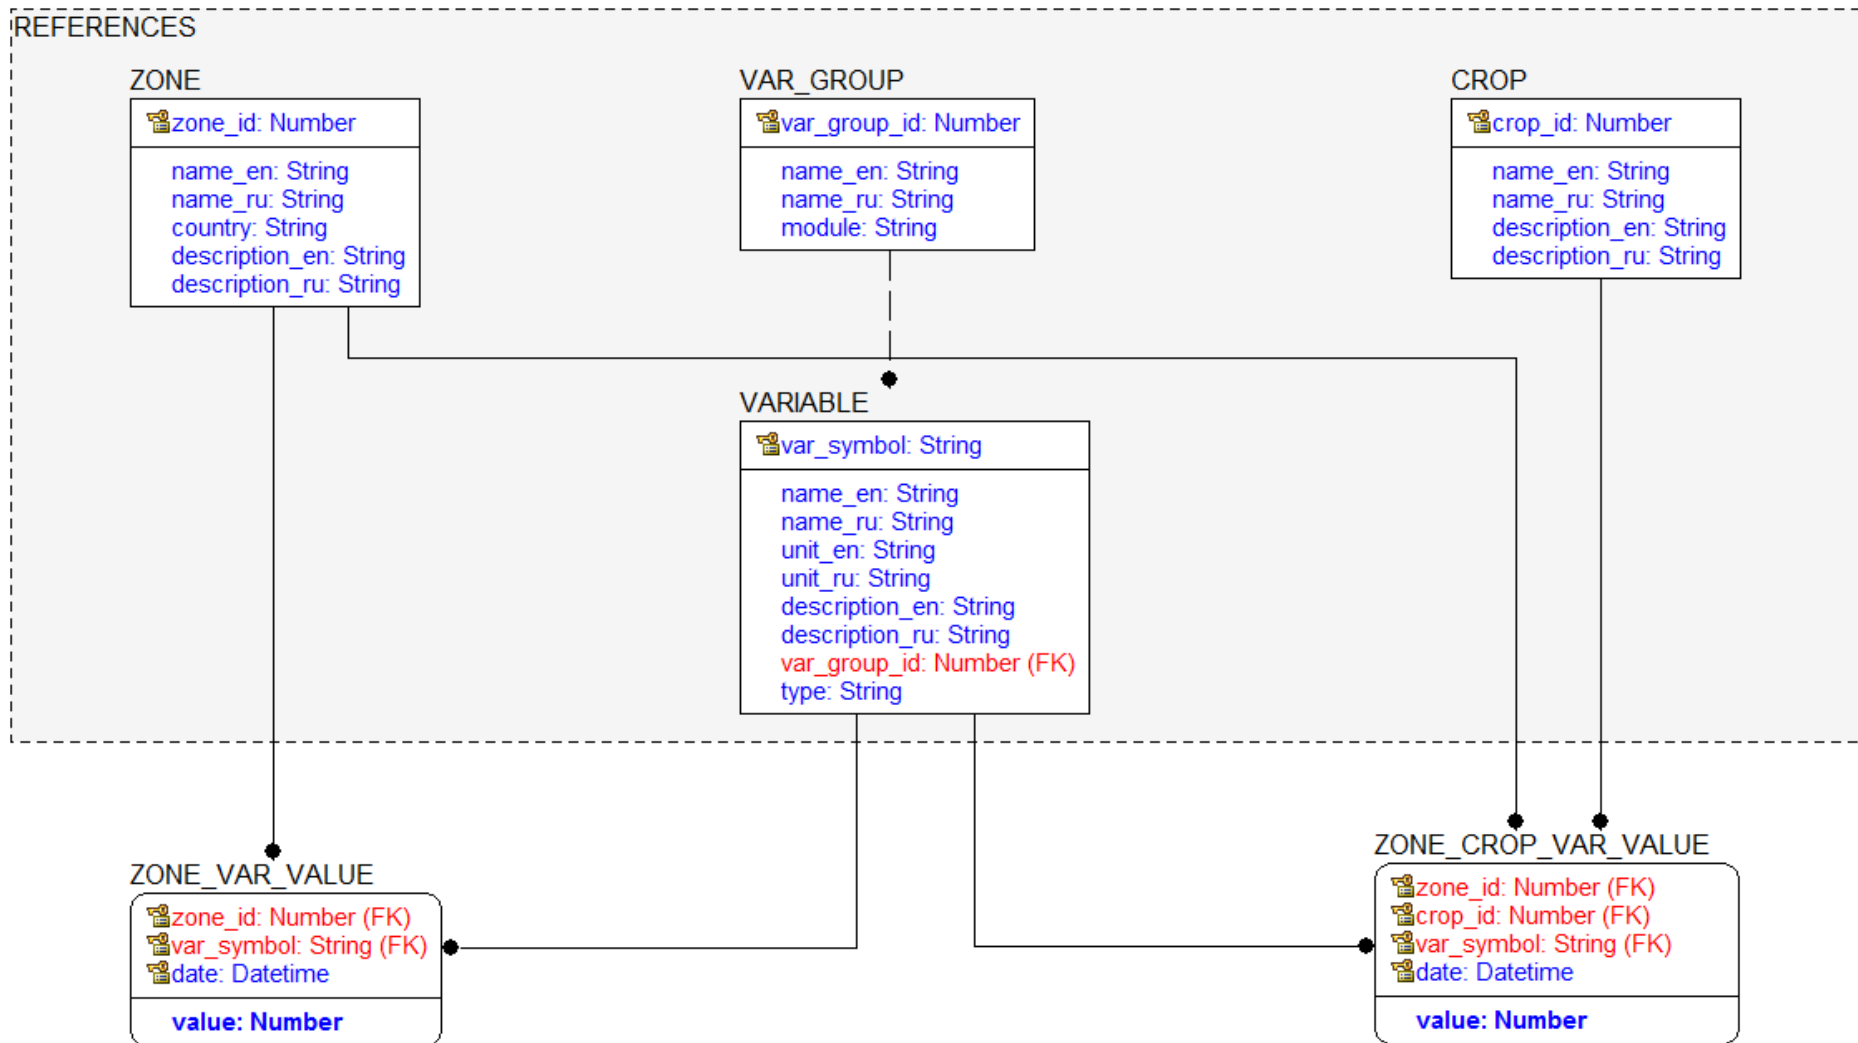 REFERENCES
ZONE
zone_id: Number
name_en: String
name_ru: String
country: String
description_en: String
description_ru: String
VAR_GROUP
var_group_id: Number
name_en: String
name_ru: String
module: String
CROP
crop_id: Number
name_en: String
name_ru: String
description_en: String
description_ru: String
VARIABLE
var_symbol: String
name_en: String
name_ru: String
unit_en: String
unit_ru: String
description_en: String
description_ru: String
var_group_id: Number (FK)
type: String
ZONE_VAR_VALUE
zone_id: Number (FK)
var_symbol: String (FK)
date: Datetime
value: Number
ZONE_CROP_VAR_VALUE
zone_id: Number (FK)
crop_id: Number (FK)
var_symbol: String (FK)
date: Datetime
value: Number